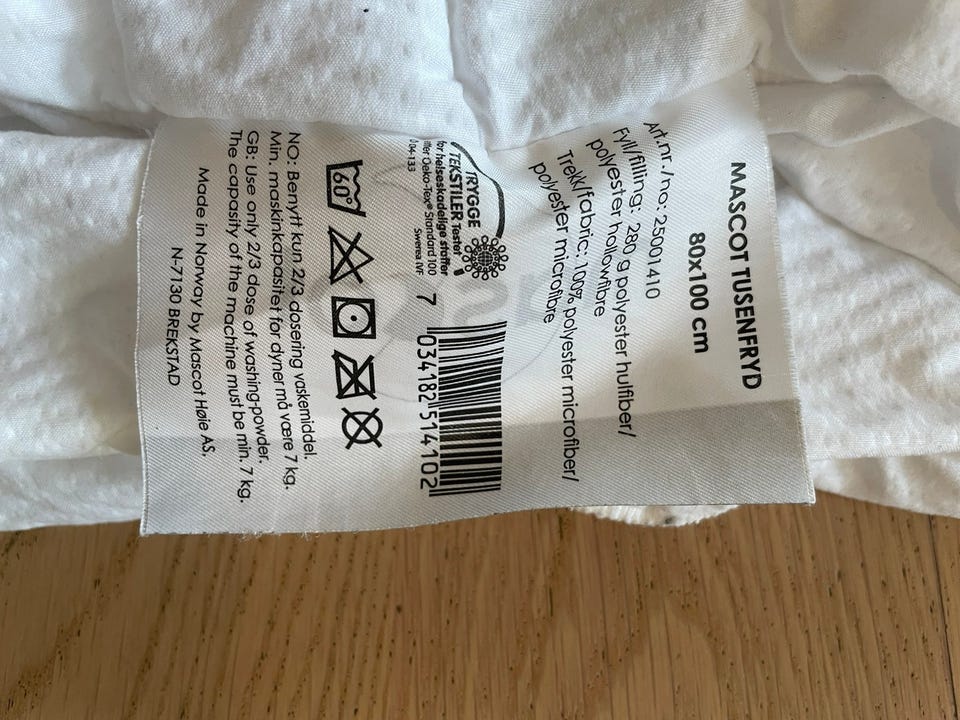 MASCOT TUSENFRYD
80x100 cm
Art.nr./no: 25001410
Fyll/filling: 280 g polyester hulfiber/
polyester hollowfibre
Trekk/fabric: 100% polyester microfiber/
polyester microfibre
TRYGGE
TEKSTILER Testet
for helseskadelige stoffer
Oeko-Tex® Standard 100
Swerea IVF
7 034182 514102
60°
NO: Benytt kun 2/3 dosering vaskemiddel.
Min. maskinkapasitet for dyner må være 7 kg.
GB: Use only 2/3 dose of washing-powder.
The capasity of the machine must be min. 7 kg.
Made in Norway by Mascot Høie AS.
N-7130 BREKSTAD